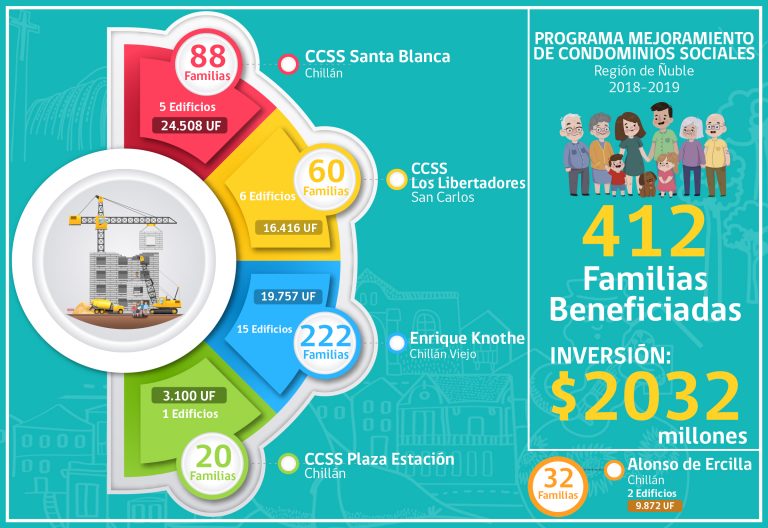 88
Familias
5 Edificios
24.508 UF
CCSS Santa Blanca
Chillán
60
Familias
6 Edificios
16.416 UF
CCSS
Los Libertadores
San Carlos
19.757 UF
15 Edificios
222
Familias
Enrique Knothe
Chillán Viejo
3.100 UF
1 Edificios
20
Familias
CCSS Plaza Estación
Chillán
PROGRAMA MEJORAMIENTO
DE CONDOMINIOS SOCIALES
Región de Ñuble
2018-2019
412
Familias
Beneficiadas
INVERSIÓN:
$2032
millones
32
Familias
Alonso de Ercilla
Chillán
2 Edificios
9.872 UF